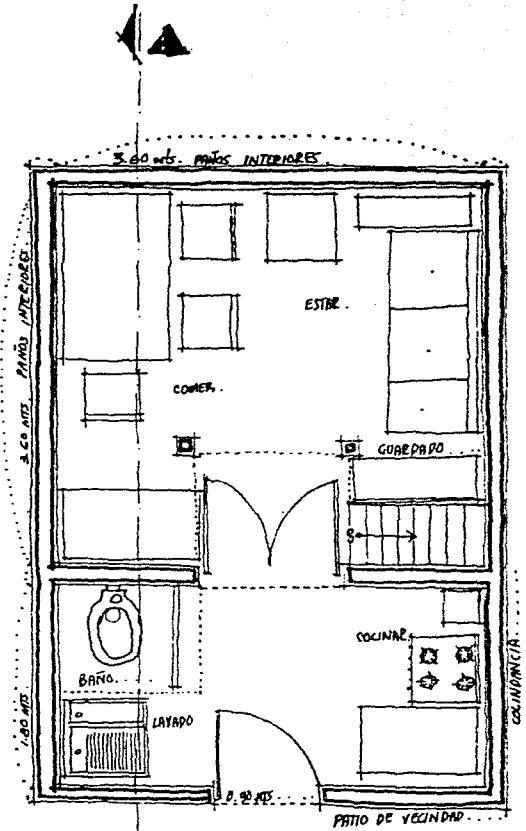 3.60 mts. PAÑOS INTERIORES.
3.60 MTS. PAÑOS INTERIORES
ESTAR.
COMER.
GUARDADO
S
COCINAR.
BAÑO.
LAVADO
1.80 MTS
COLINDANCIA
0.90 MTS
PATIO DE VECINDAD